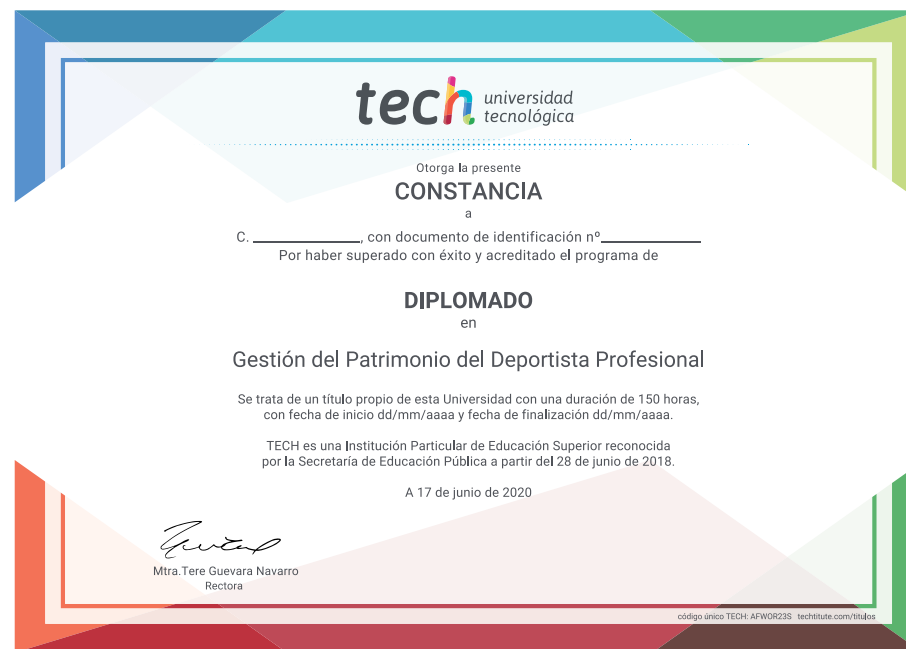 tech universidad
tecnológica
Otorga la presente
CONSTANCIA
a
C. ____________, con documento de identificación nº____________
Por haber superado con éxito y acreditado el programa de
DIPLOMADO
en
Gestión del Patrimonio del Deportista Profesional
Se trata de un título propio de esta Universidad con una duración de 150 horas,
con fecha de inicio dd/mm/aaaa y fecha de finalización dd/mm/aaaa.
TECH es una Institución Particular de Educación Superior reconocida
por la Secretaría de Educación Pública a partir del 28 de junio de 2018.
A 17 de junio de 2020
Mtra.Tere Guevara Navarro
Rectora
código único TECH: AFWOR23S techtitute.com/titulos